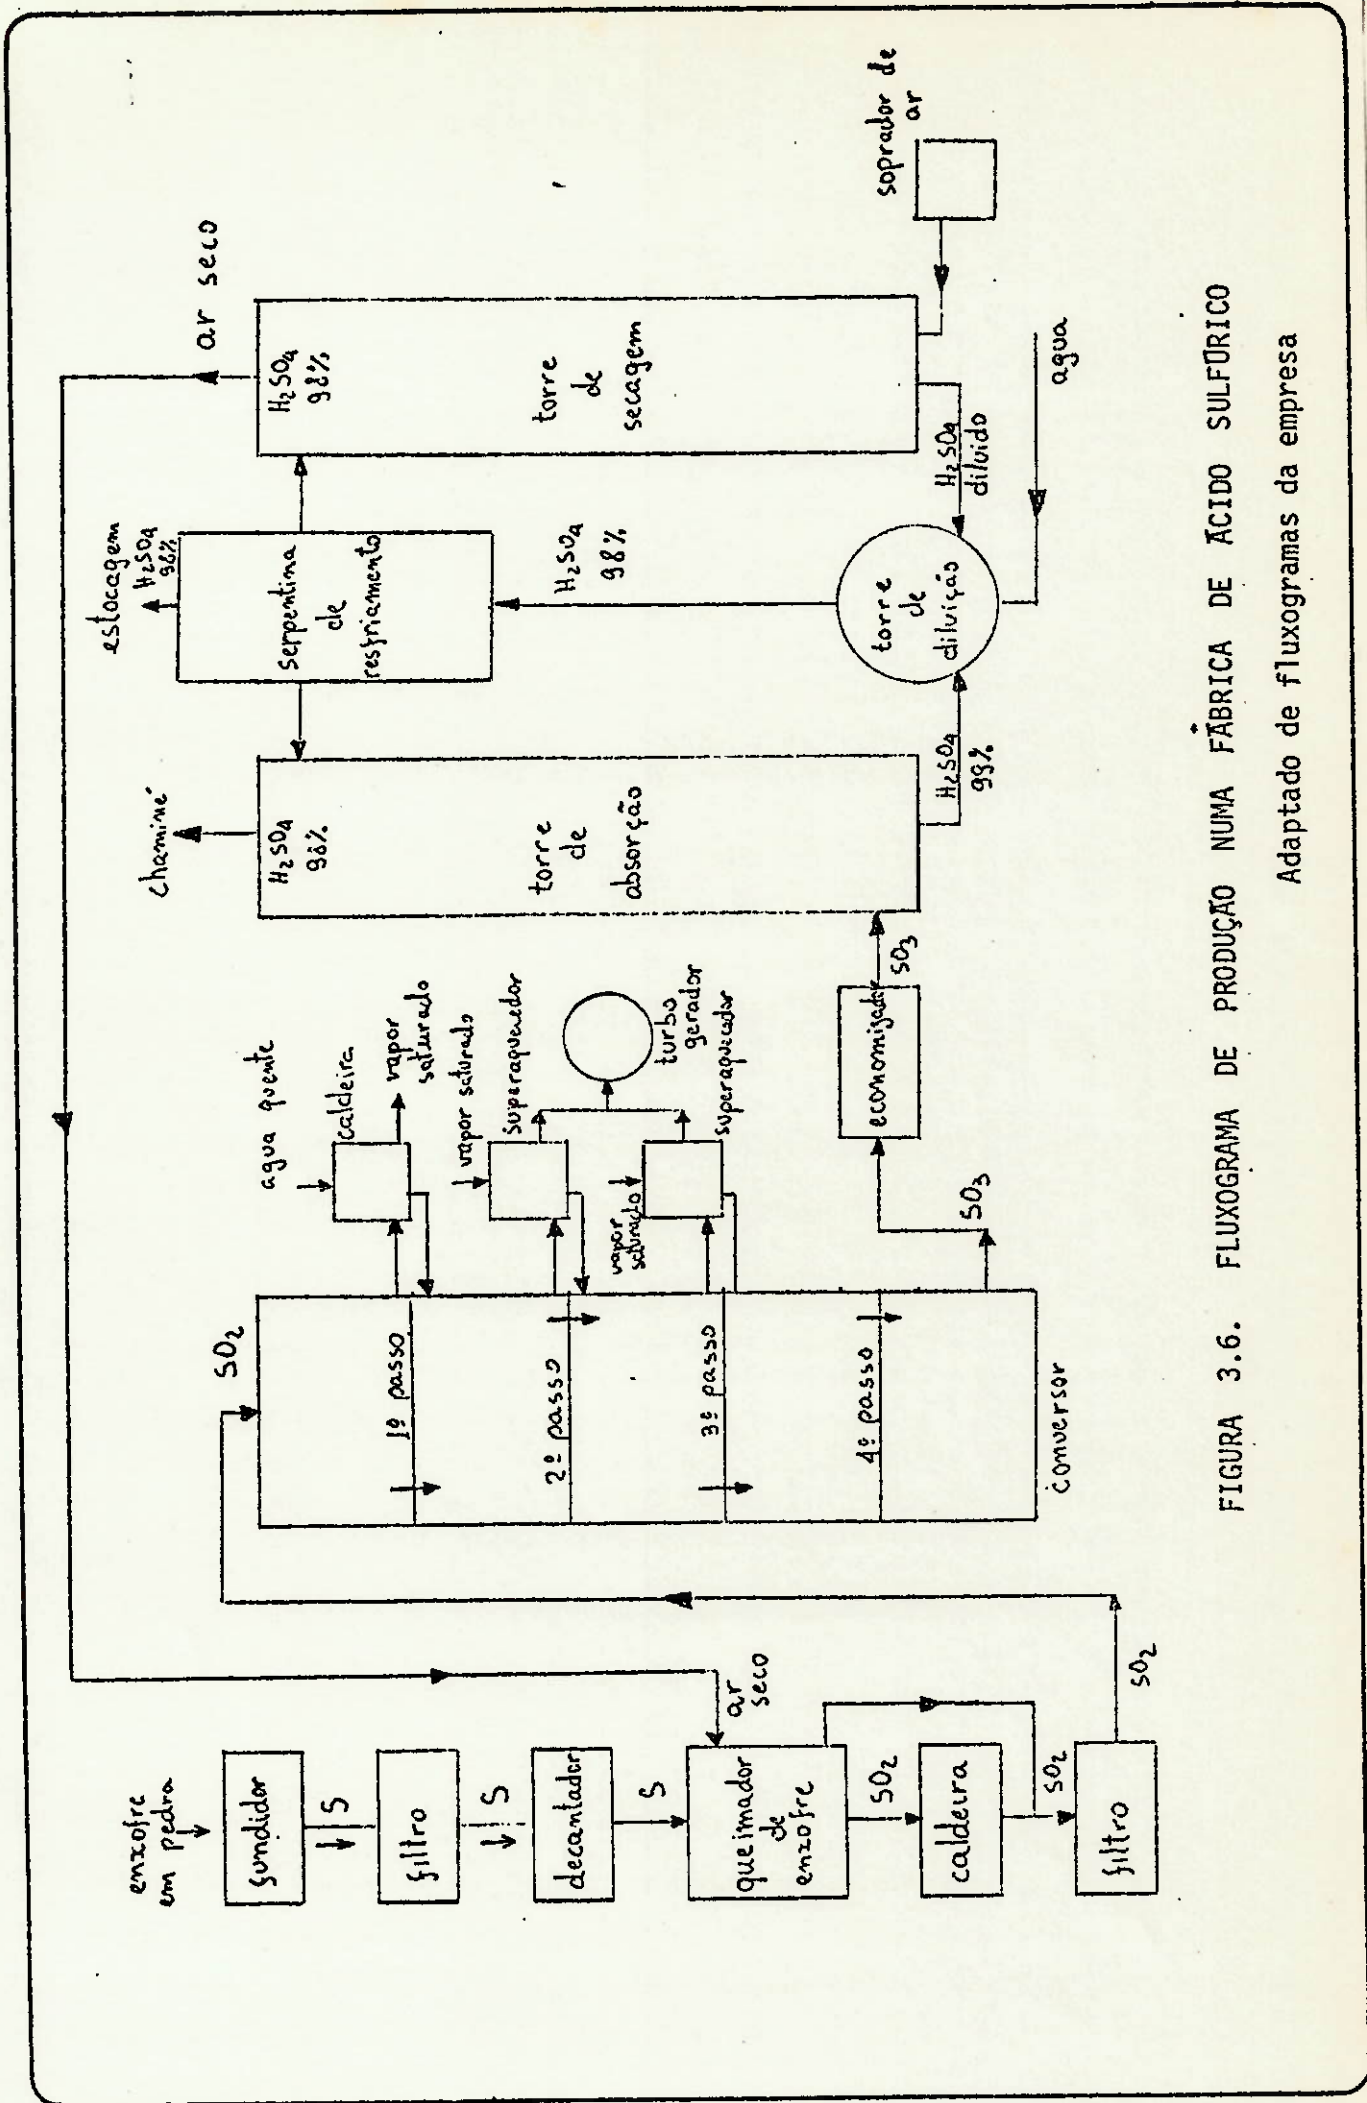 enxofre
em pedra
fundidor
S
filtro
S
decantador
S
queimador
de
enxofre
ar
seco
SO2
caldeira
SO2
filtro
SO2
SO2
1º passo
2º passo
3º passo
4º passo
conversor
agua quente
caldeira
vapor
saturado
vapor saturado
superaquecedor
turbo
gerador
vapor
saturado
superaquecador
SO3
economizador
SO3
chaminé
H2SO4
98%
torre
de
absorção
H2SO4
99%
estocagem
H2SO4
98%
serpentina
de
resfriamento
H2SO4
98%
torre
de
diluição
agua
ar seco
H2SO4
98%
torre
de
secagem
H2SO4
diluido
soprador de
ar
FIGURA 3.6. FLUXOGRAMA DE PRODUÇÃO NUMA FÁBRICA DE ÁCIDO SULFÚRICO
Adaptado de fluxogramas da empresa